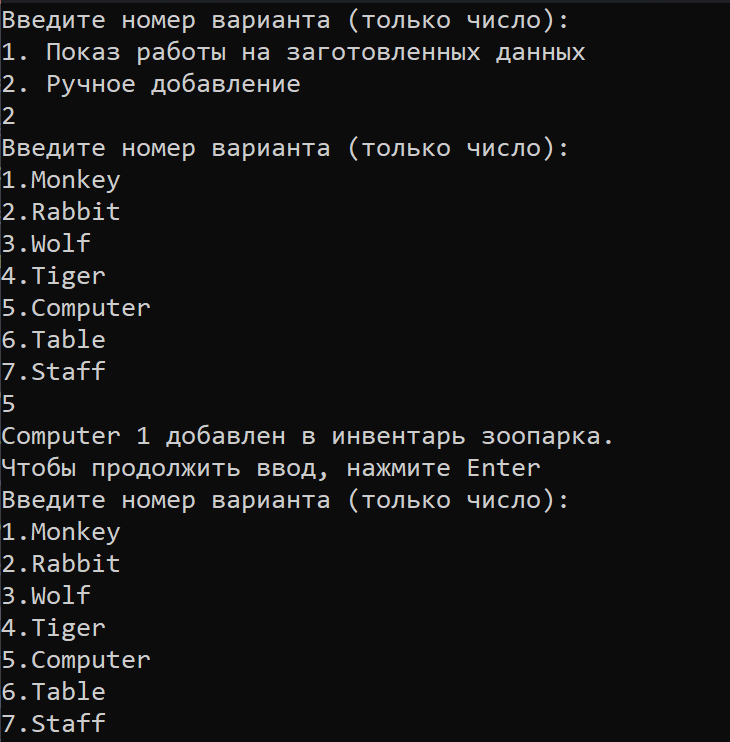 Введите номер варианта (только число):
1. Показ работы на заготовленных данных
2. Ручное добавление
2
Введите номер варианта (только число):
1.Monkey
2.Rabbit
3.Wolf
4.Tiger
5.Computer
6.Table
7.Staff
5
Computer 1 добавлен в инвентарь зоопарка.
Чтобы продолжить ввод, нажмите Enter
Введите номер варианта (только число):
1.Monkey
2.Rabbit
3.Wolf
4.Tiger
5.Computer
6.Table
7.Staff